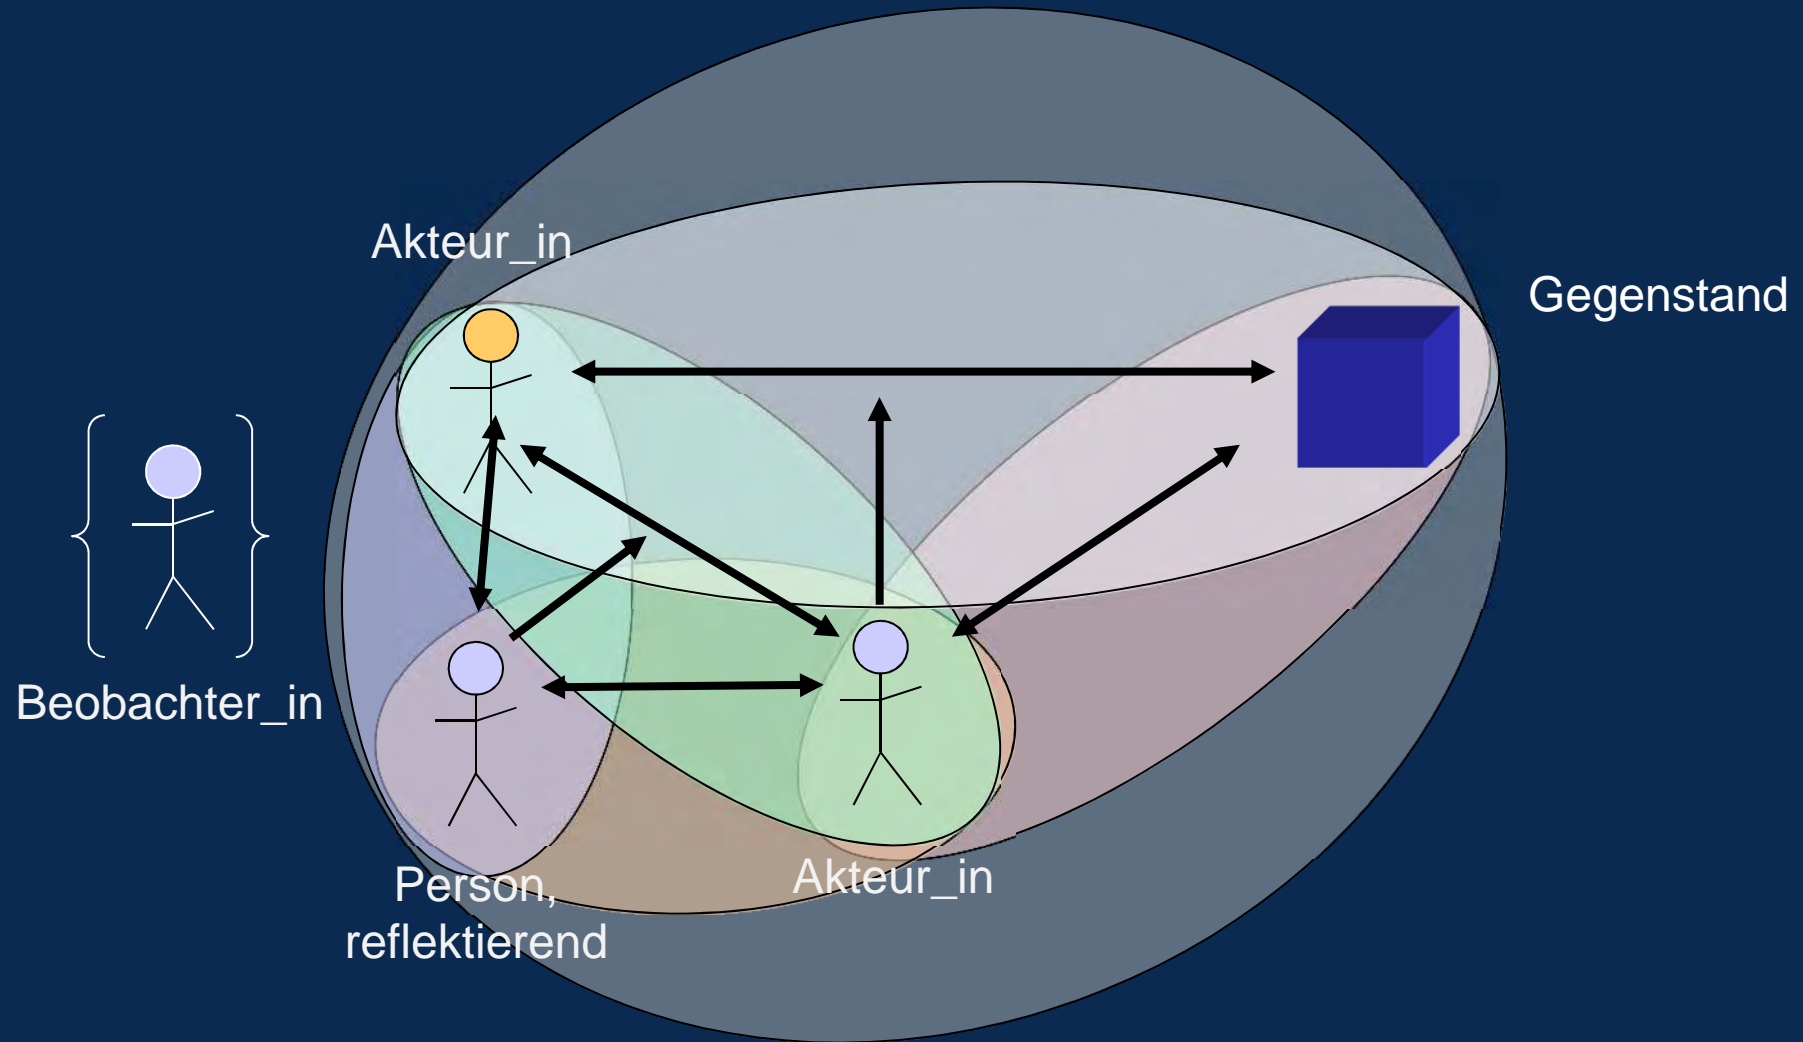 Akteur_in
Gegenstand
Beobachter_in
Person,
reflektierend
Akteur_in